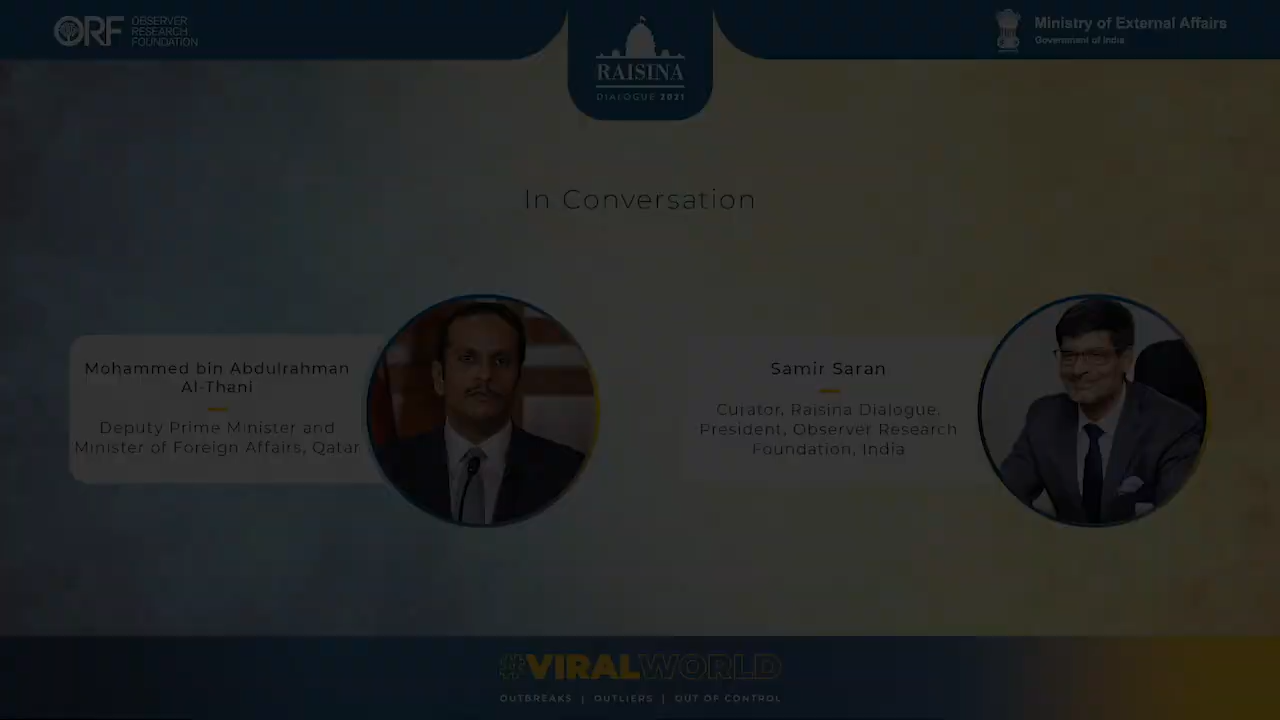 ORF
OBSERVER
RESEARCH
FOUNDATION
RAISINA
DIALOGUE 2021
Ministry of External Affairs
Government of India
In Conversation
Mohammed bin Abdulrahman
Al-Thani
Deputy Prime Minister and
Minister of Foreign Affairs, Qatar
Samir Saran
Curator, Raisina Dialogue,
President, Observer Research
Foundation, India
#VIRALWORLD
OUTBREAKS | OUTLIERS | OUT OF CONTROL